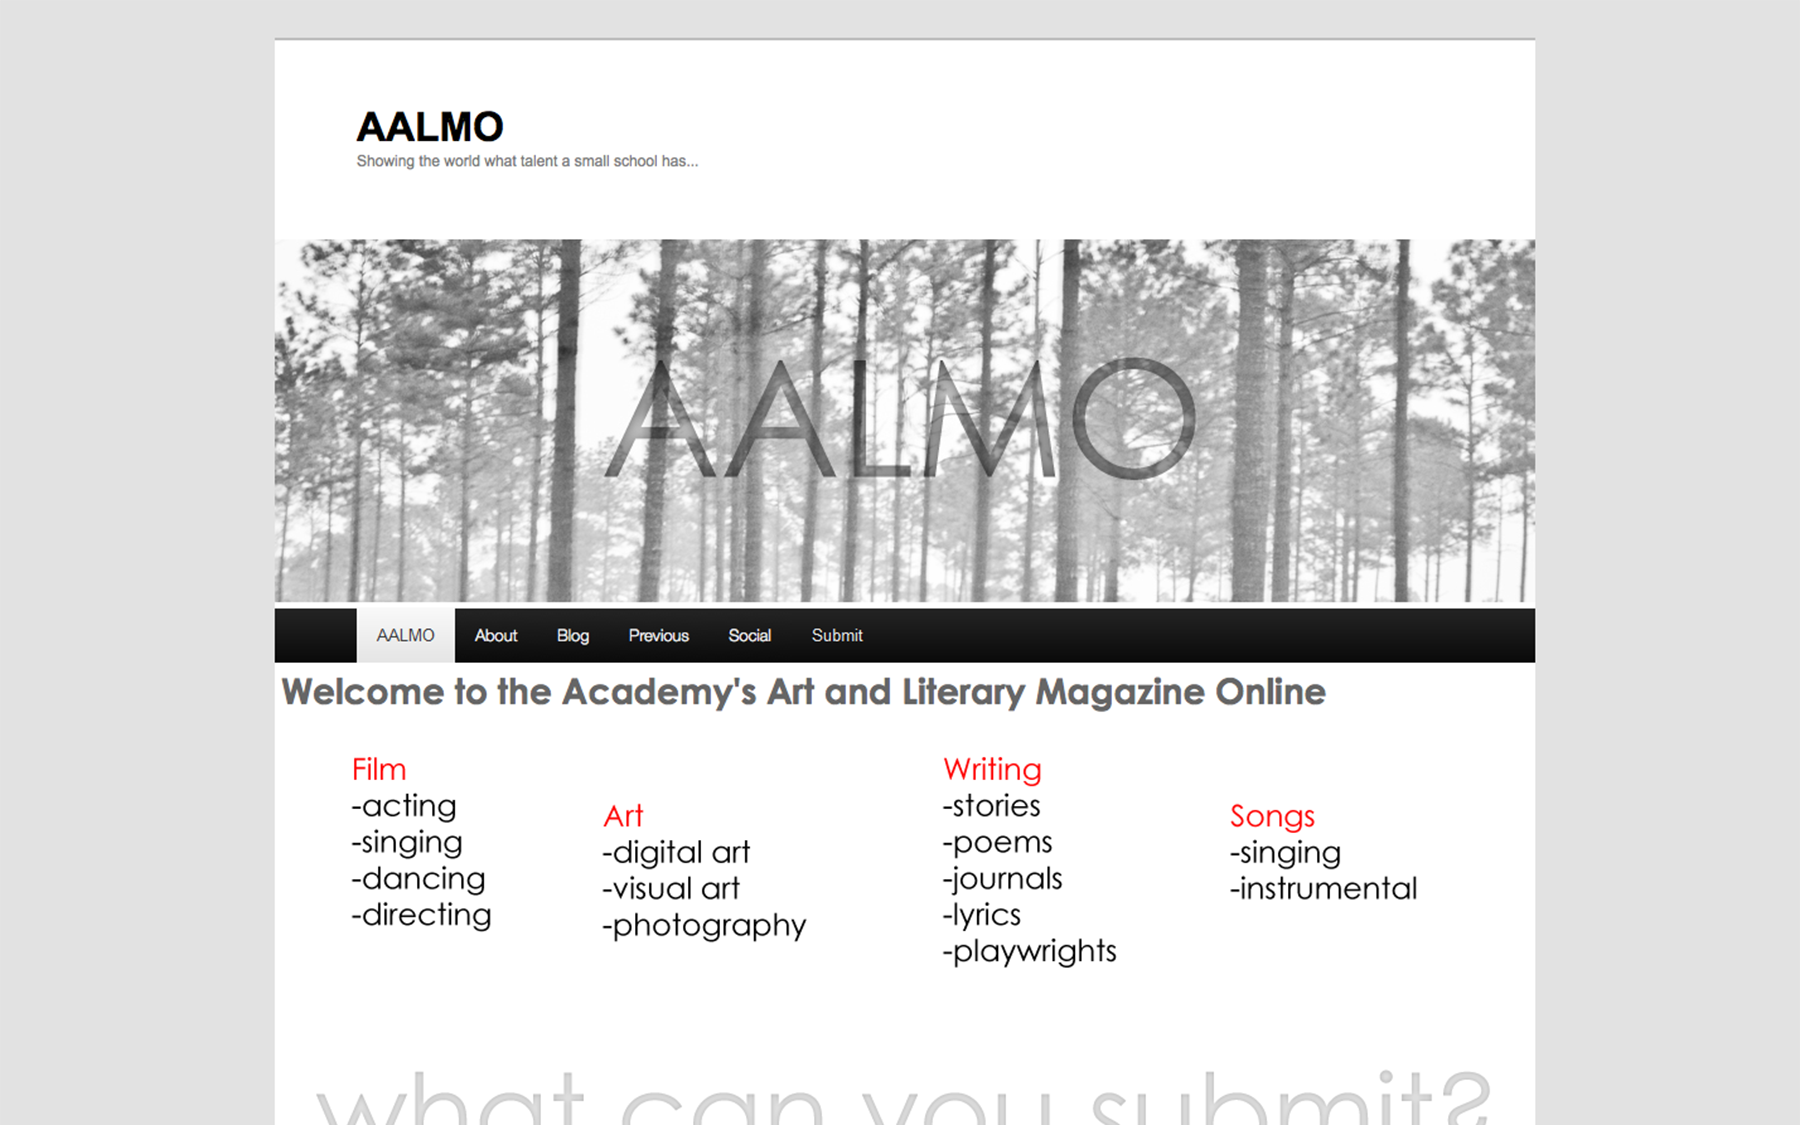 AALMO
Showing the world what talent a small school has...
AALMO
AALMO About Blog Previous Social Submit
Welcome to the Academy's Art and Literary Magazine Online
Film
-acting
-singing
-dancing
-directing
Art
-digital art
-visual art
-photography
Writing
-stories
-poems
-journals
-lyrics
-playwrights
Songs
-singing
-instrumental
what can you submit?